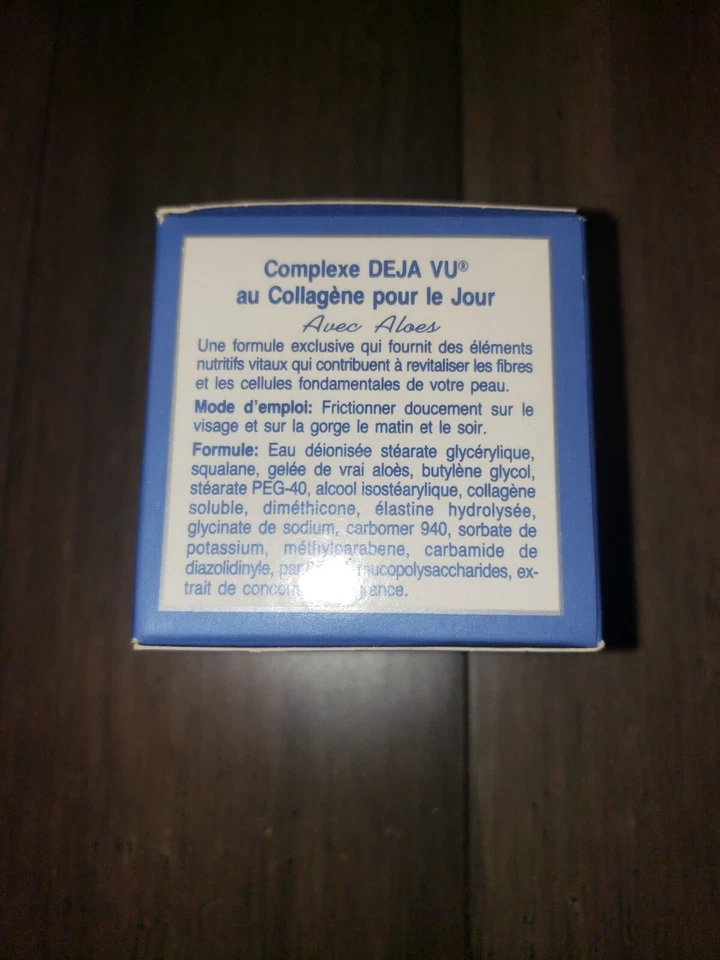 Complexe DEJA VU®
au Collagène pour le Jour
Avec Aloes
Une formule exclusive qui fournit des éléments
nutritifs vitaux qui contribuent à revitaliser les fibres
et les cellules fondamentales de votre peau.
Mode d'emploi: Frictionner doucement sur le
visage et sur la gorge le matin et le soir.
Formule: Eau déionisée stéarate glycérylique,
squalane, gelée de vrai aloès, butylène glycol,
stéarate PEG-40, alcool isostéarylique, collagène
soluble, diméthicone, élastine hydrolysée,
glycinate de sodium, carbomer 940, sorbate de
potassium, méthylparabene, carbamide de
diazolidinyle, mucopolysaccharides, ex-
trait de